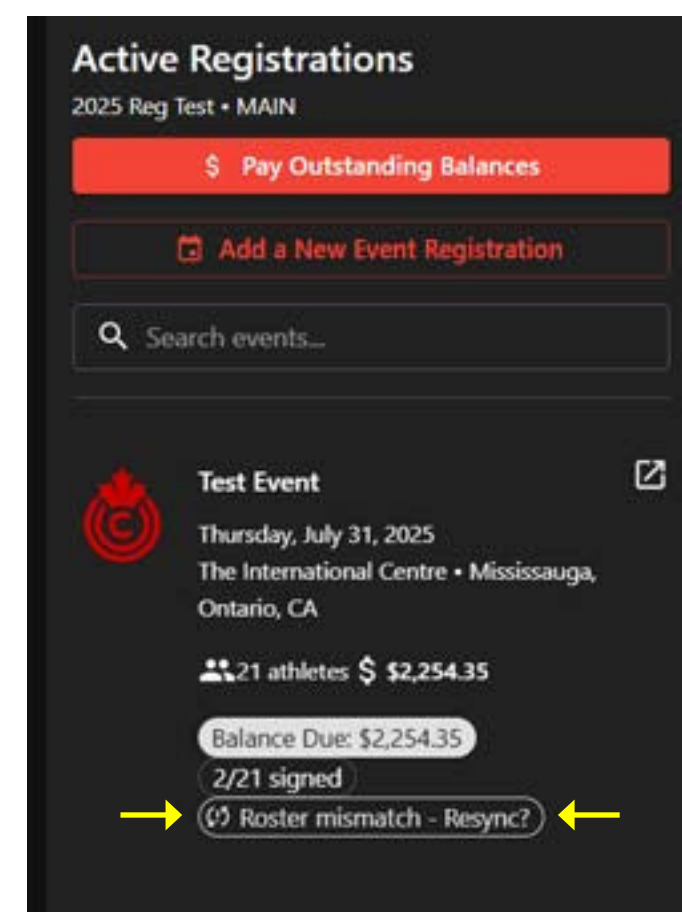 Active Registrations
2025 Reg Test • MAIN
$ Pay Outstanding Balances
Add a New Event Registration
Search events...
Test Event
C
Thursday, July 31, 2025
The International Centre • Mississauga,
Ontario, CA
21 athletes $ $2,254.35
Balance Due: $2,254.35
2/21 signed
Roster mismatch - Resync?